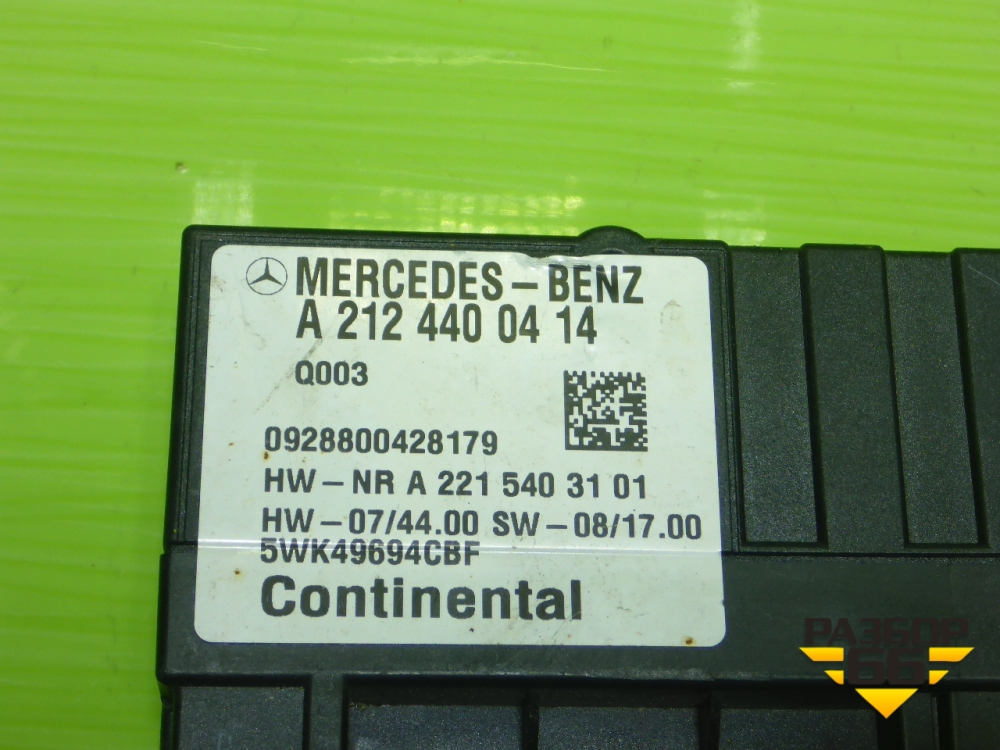 MERCEDES-BENZ
A 212 440 04 14
Q003
0928800428179
HW-NR A 221 540 31 01
HW-07/44.00 SW-08/17.00
5WK49694CBF
Continental
РАЗБОР
66